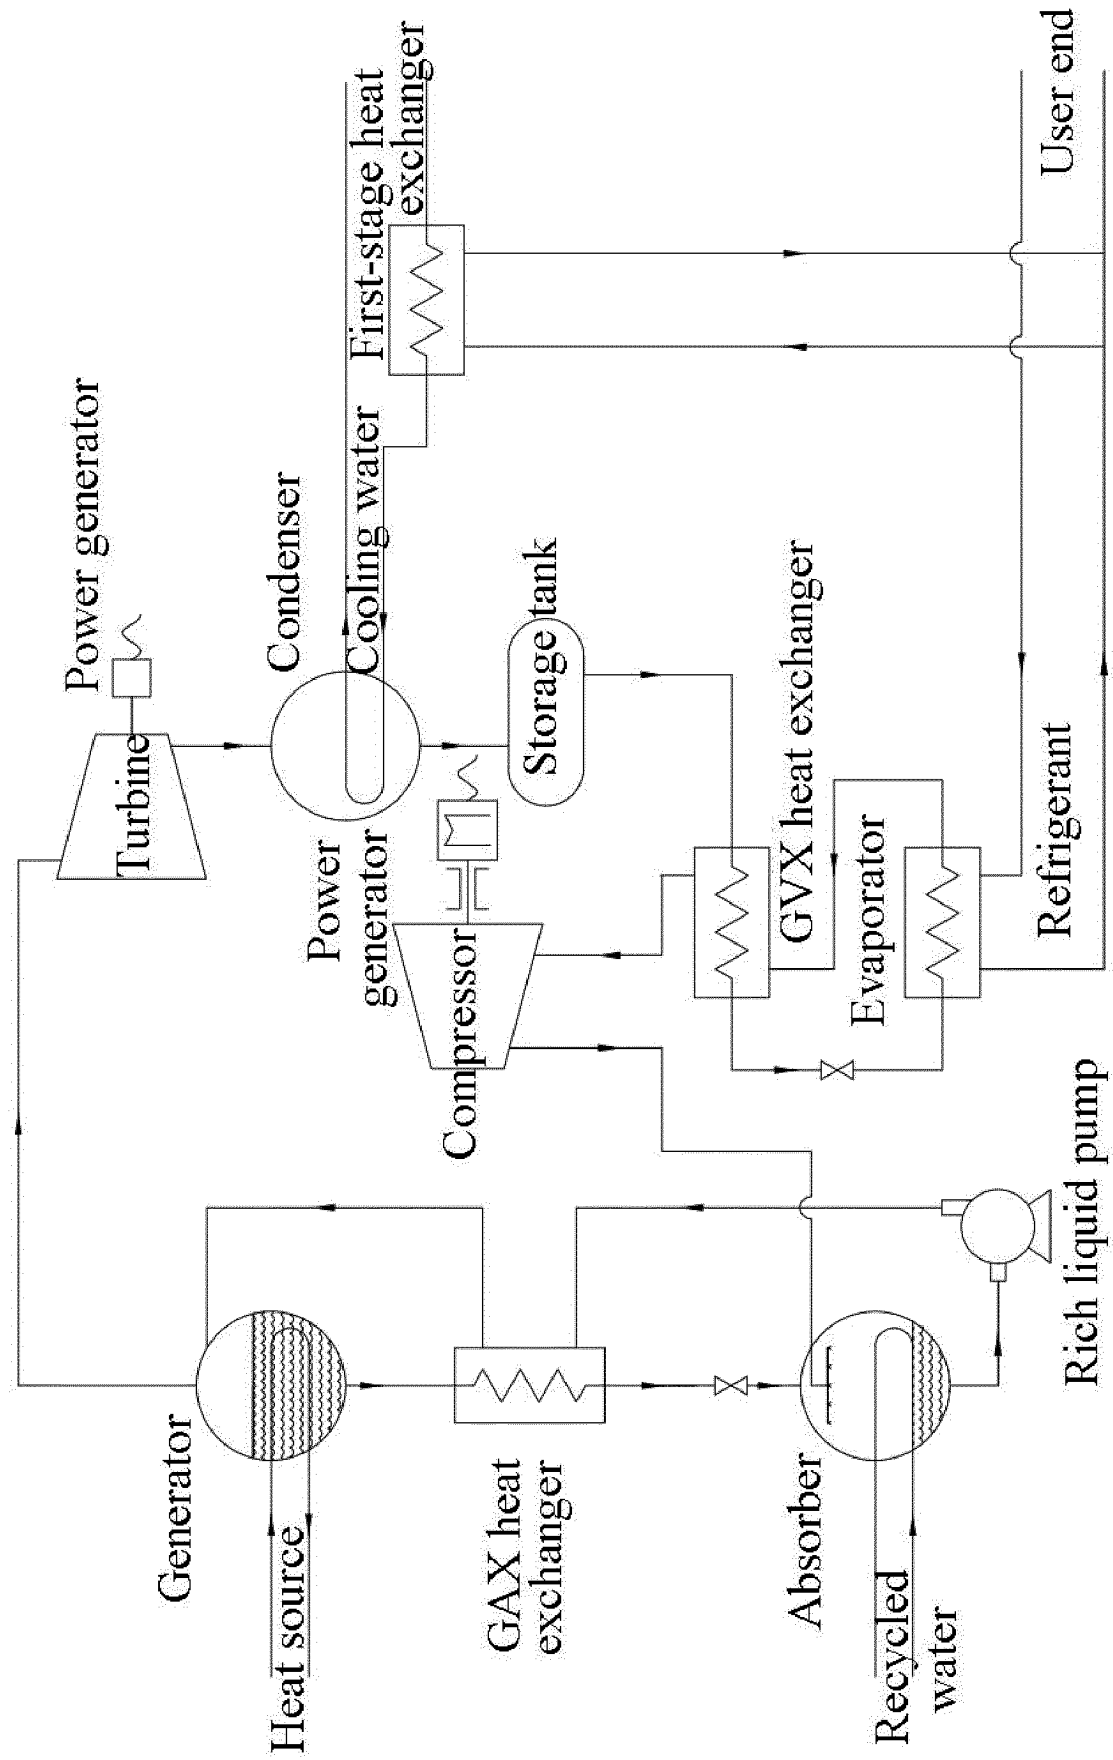 Heat source
Generator
GAX heat
exchanger
Absorber
Recycled
water
Rich liquid pump
Turbine
Power generator
Condenser
Cooling water
Power
generator
Compressor
Storage tank
GVX heat exchanger
Evaporator
Refrigerant
First-stage heat
exchanger
User end